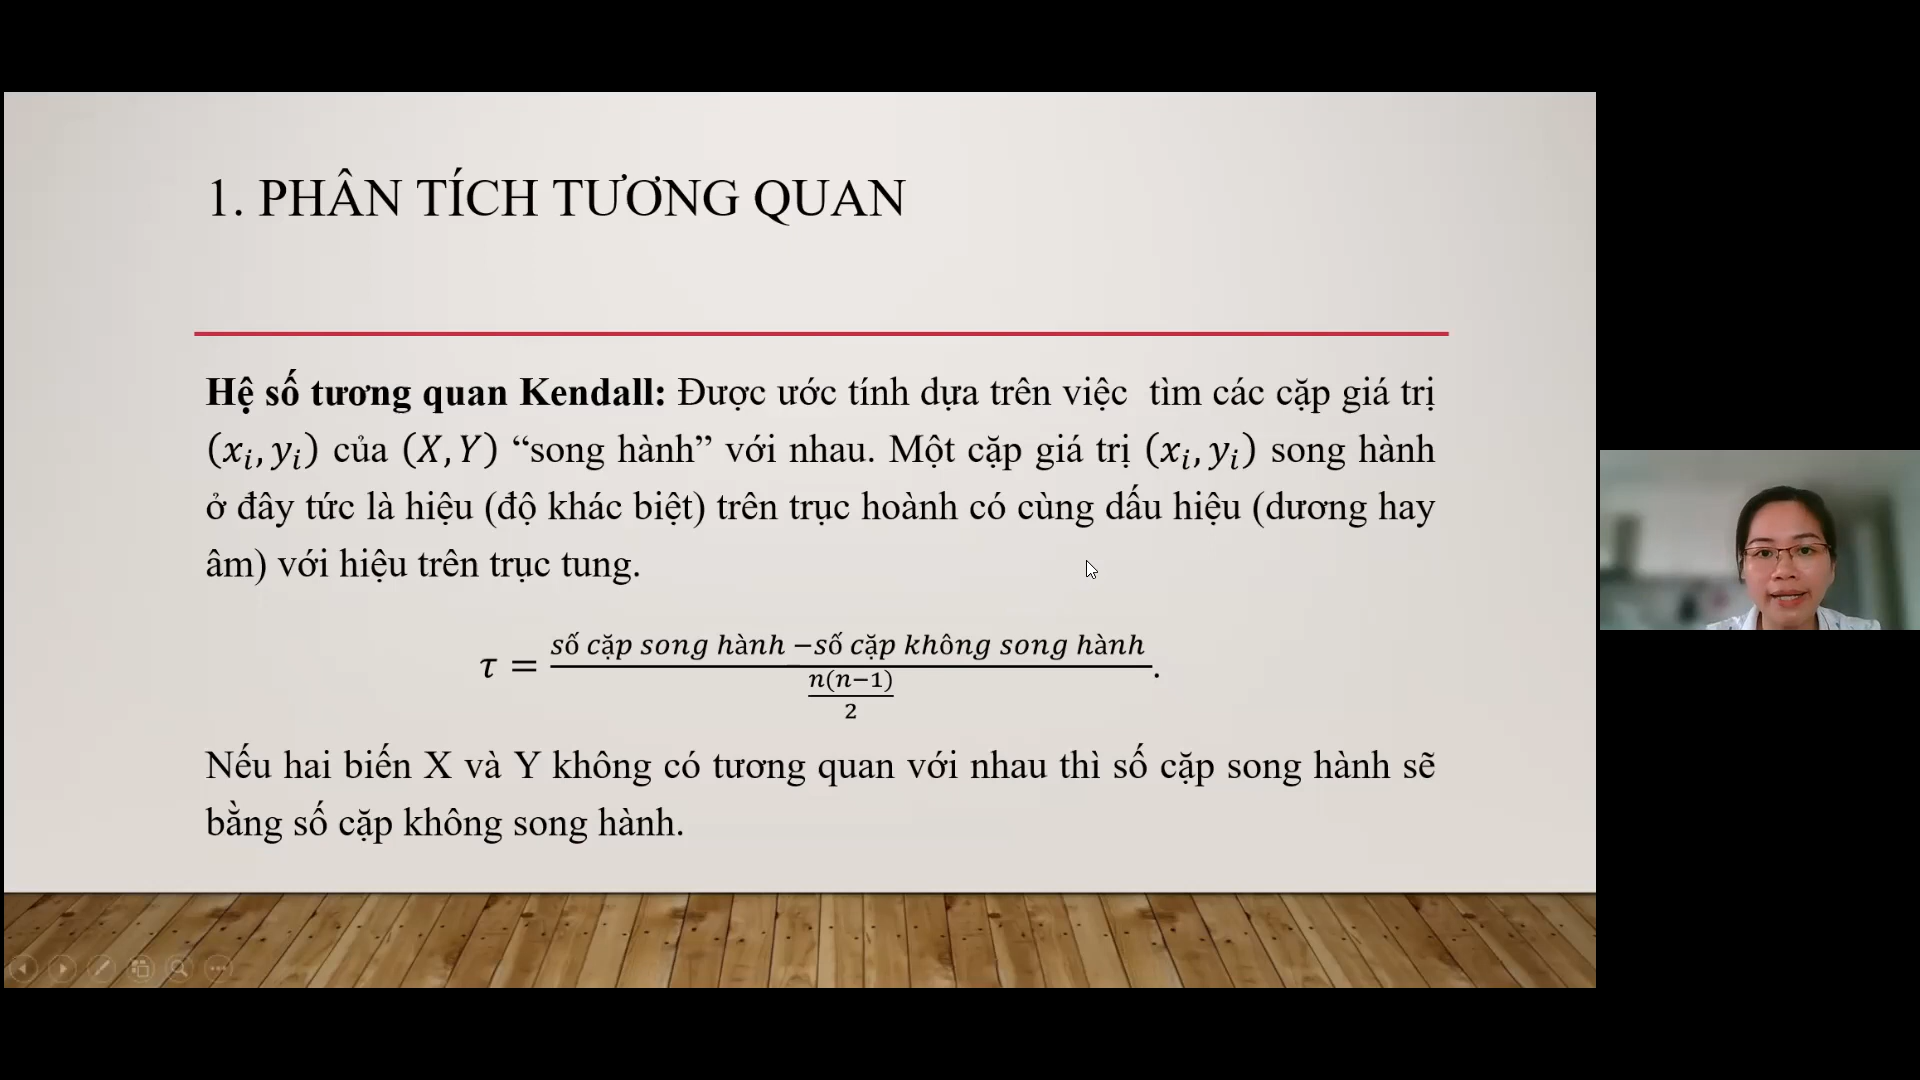 1. PHÂN TÍCH TƯƠNG QUAN
Hệ số tương quan Kendall: Được ước tính dựa trên việc tìm các cặp giá trị
(xᵢ, yᵢ) của (X, Y) “song hành” với nhau. Một cặp giá trị (xᵢ, yᵢ) song hành
ở đây tức là hiệu (độ khác biệt) trên trục hoành có cùng dấu hiệu (dương hay
âm) với hiệu trên trục tung.
τ = (số cặp song hành −số cặp không song hành) / (n(n−1)/2).
Nếu hai biến X và Y không có tương quan với nhau thì số cặp song hành sẽ
bằng số cặp không song hành.